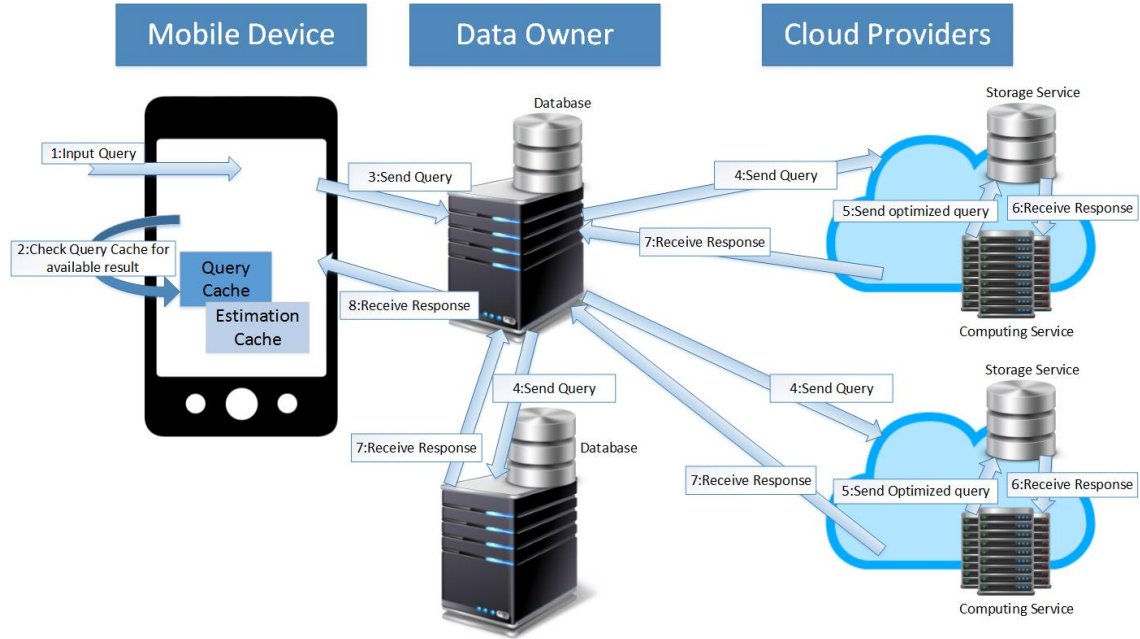 Mobile Device
Data Owner
Cloud Providers
Database
Storage Service
1:Input Query
3:Send Query
4:Send Query
5:Send optimized query
6:Receive Response
2:Check Query Cache for
available result
7:Receive Response
Query
Cache
Estimation
Cache
8:Receive Response
Computing Service
Storage Service
4:Send Query
4:Send Query
7:Receive Response
Database
7:Receive Response
5:Send Optimized query
6:Receive Response
Computing Service